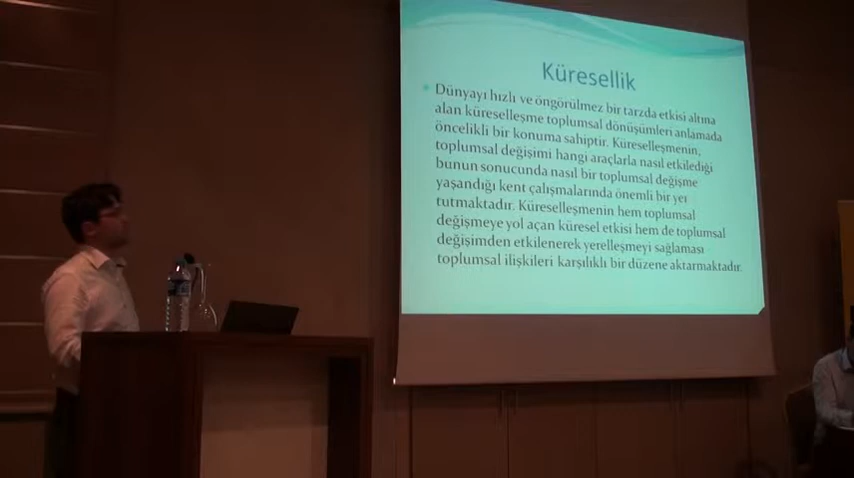 Küresellik
Dünyayı hızlı ve öngörülmez bir tarzda etkisi altına
alan küreselleşme toplumsal dönüşümleri anlamada
öncelikli bir konuma sahiptir. Küreselleşmenin,
toplumsal değişimi hangi araçlarla nasıl etkilediği
bunun sonucunda nasıl bir toplumsal değişme
yaşandığı kent çalışmalarında önemli bir yer
tutmaktadır. Küreselleşmenin hem toplumsal
değişmeye yol açan küresel etkisi hem de toplumsal
değişimden etkilenerek yerelleşmeyi sağlaması
toplumsal ilişkileri karşılıklı bir düzene aktarmaktadır.